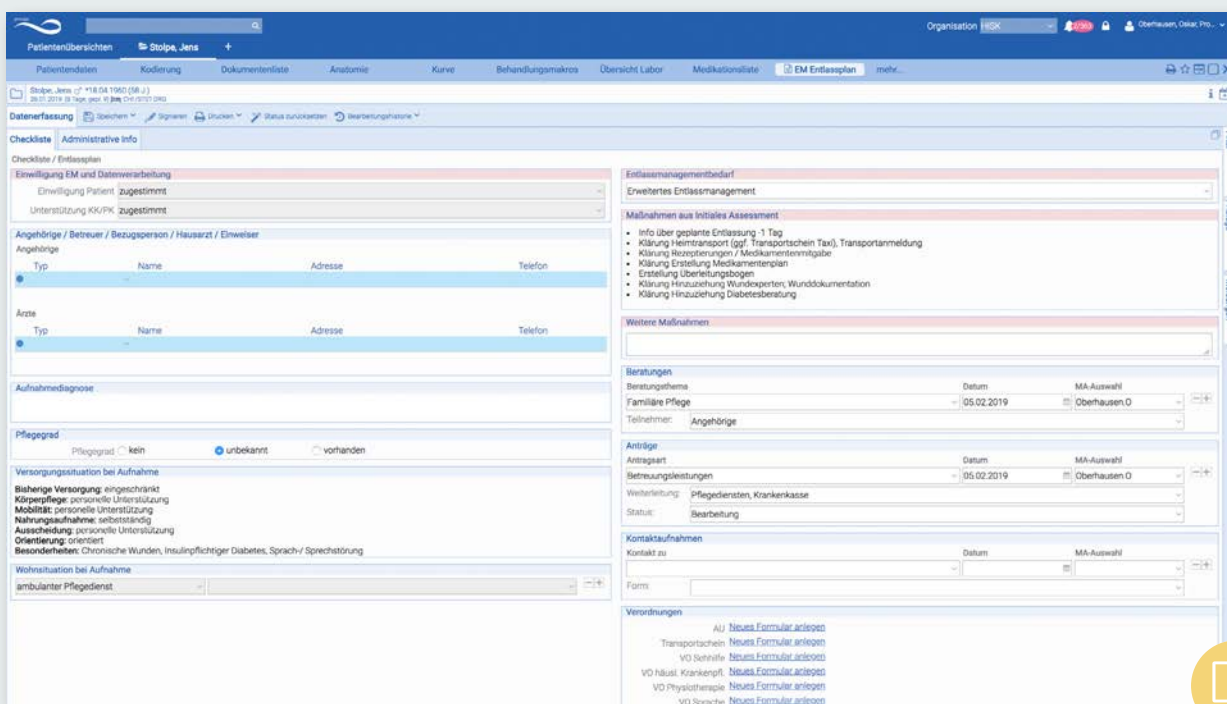 Organisation HSK
Oberhausen, Oskar, Pro...
Patientenübersichten Stolpe, Jens +
Patientendaten Kodierung Dokumentenliste Anatomie Kurve Behandlungsmakros Übersicht Labor Medikationsliste EM Entlassplan mehr...
Stolpe, Jens *18.04.1960 (58 J.)
Datenerfassung Speichern Signieren Drucken Status zurücksetzen Bearbeitungshistorie
Checkliste Administrative Info
Checkliste / Entlassplan
Einwilligung EM und Datenverarbeitung
Einwilligung Patient zugestimmt
Unterstützung KK/PK zugestimmt
Angehörige / Betreuer / Bezugsperson / Hausarzt / Einweiser
Angehörige
Typ Name Adresse Telefon
Ärzte
Typ Name Adresse Telefon
Aufnahmediagnose
Pflegegrad
Pflegegrad kein unbekannt vorhanden
Versorgungssituation bei Aufnahme
Bisherige Versorgung: eingeschränkt
Körperpflege: personelle Unterstützung
Mobilität: personelle Unterstützung
Nahrungsaufnahme: selbstständig
Ausscheidung: personelle Unterstützung
Orientierung: orientiert
Besonderheiten: Chronische Wunden, Insulinpflichtiger Diabetes, Sprach-/ Sprechstörung
Wohnsituation bei Aufnahme
ambulanter Pflegedienst
Entlassmanagementbedarf
Erweitertes Entlassmanagement
Maßnahmen aus Initiales Assessment
• Info über geplante Entlassung -1 Tag
• Klärung Heimtransport (ggf. Transportschein Taxi), Transportanmeldung
• Klärung Rezeptierungen / Medikamentenmitgabe
• Klärung Erstellung Medikamentenplan
• Erstellung Überleitungsbogen
• Klärung Hinzuziehung Wundexperten, Wunddokumentation
• Klärung Hinzuziehung Diabetesberatung
Weitere Maßnahmen
Beratungen
Beratungsthema Datum MA-Auswahl
Familiäre Pflege 05.02.2019 Oberhausen.O
Teilnehmer: Angehörige
Anträge
Antragsart Datum MA-Auswahl
Betreuungsleistungen 05.02.2019 Oberhausen.O
Weiterleitung: Pflegediensten, Krankenkasse
Status: Bearbeitung
Kontaktaufnahmen
Kontakt zu Datum MA-Auswahl
Form:
Verordnungen
AU Neues Formular anlegen
Transportschein Neues Formular anlegen
VO Sehhilfe Neues Formular anlegen
VO häusl. Krankenpfl. Neues Formular anlegen
VO Physiotherapie Neues Formular anlegen
VO Sprache Neues Formular anlegen